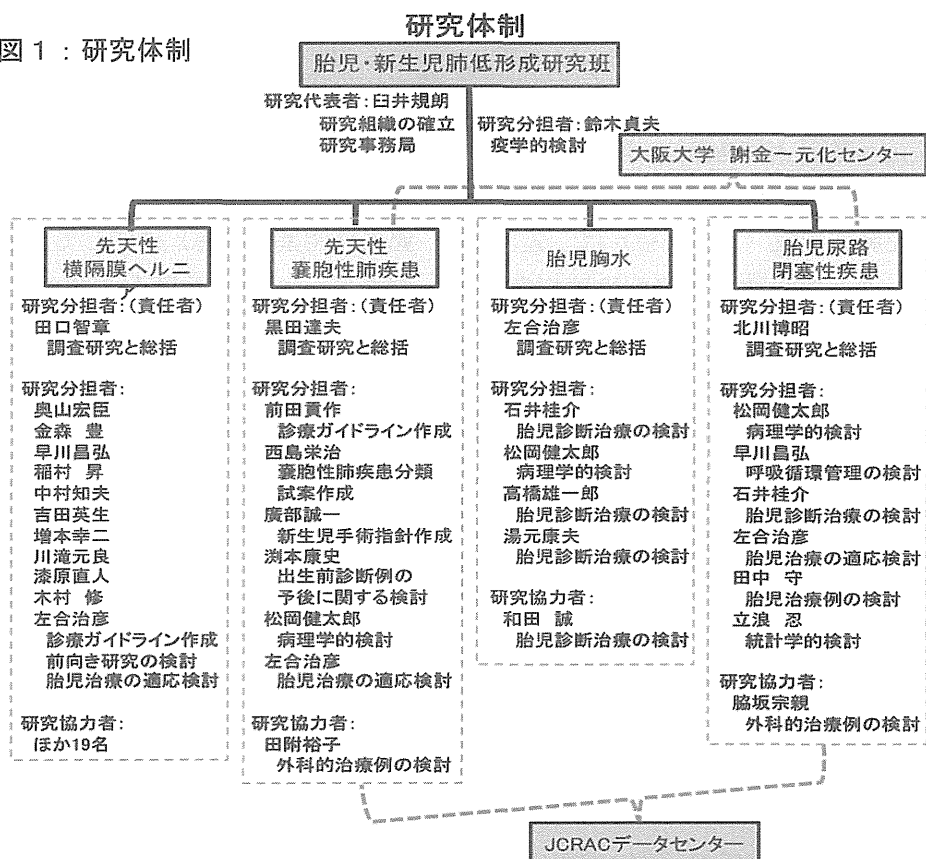 研究体制
図1：研究体制
胎児・新生児肺低形成研究班
研究代表者：臼井規朗
研究組織の確立
研究事務局
研究分担者：鈴木貞夫
疫学的検討
大阪大学 謝金一元化センター
先天性
横隔膜ヘルニ
ア
研究分担者：(責任者)
田口智章
調査研究と総括
研究分担者：
奥山宏臣
金森 豊
早川昌弘
稲村 昇
中村知夫
吉田英生
増本幸二
川滝元良
漆原直人
木村 修
左合治彦
診療ガイドライン作成
前向き研究の検討
胎児治療の適応検討
研究協力者：
ほか19名
先天性
嚢胞性肺疾患
研究分担者：(責任者)
黒田達夫
調査研究と総括
研究分担者：
前田貢作
診療ガイドライン作成
西島栄治
嚢胞性肺疾患分類
試案作成
廣部誠一
新生児手術指針作成
渕本康史
出生前診断例の
予後に関する検討
松岡健太郎
病理学的検討
左合治彦
胎児治療の適応検討
研究協力者：
田附裕子
外科的治療例の検討
胎児胸水
研究分担者：(責任者)
左合治彦
調査研究と総括
研究分担者：
石井桂介
胎児診断治療の検討
松岡健太郎
病理学的検討
高橋雄一郎
胎児診断治療の検討
湯元康夫
胎児診断治療の検討
研究協力者：
和田 誠
胎児診断治療の検討
胎児尿路
閉塞性疾患
研究分担者：(責任者)
北川博昭
調査研究と総括
研究分担者：
松岡健太郎
病理学的検討
早川昌弘
呼吸循環管理の検討
石井桂介
胎児診断治療の検討
左合治彦
胎児治療の適応検討
田中 守
胎児治療例の検討
立浪 忍
統計学的検討
研究協力者：
脇坂宗親
外科的治療例の検討
JCRACデータセンター